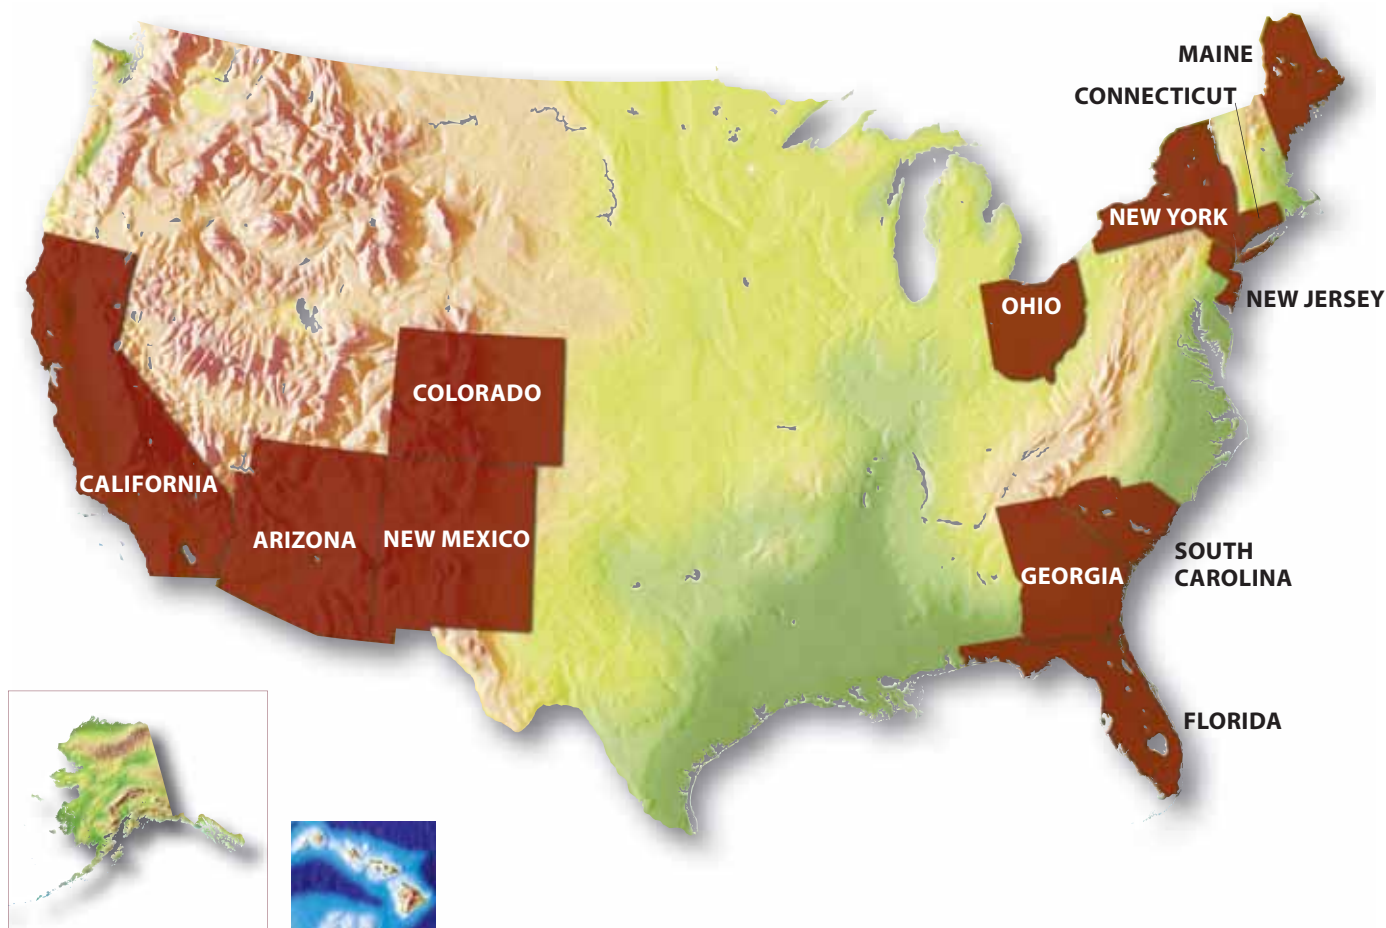 MAINE
CONNECTICUT
NEW YORK
NEW JERSEY
OHIO
COLORADO
CALIFORNIA
ARIZONA
NEW MEXICO
SOUTH
CAROLINA
GEORGIA
FLORIDA